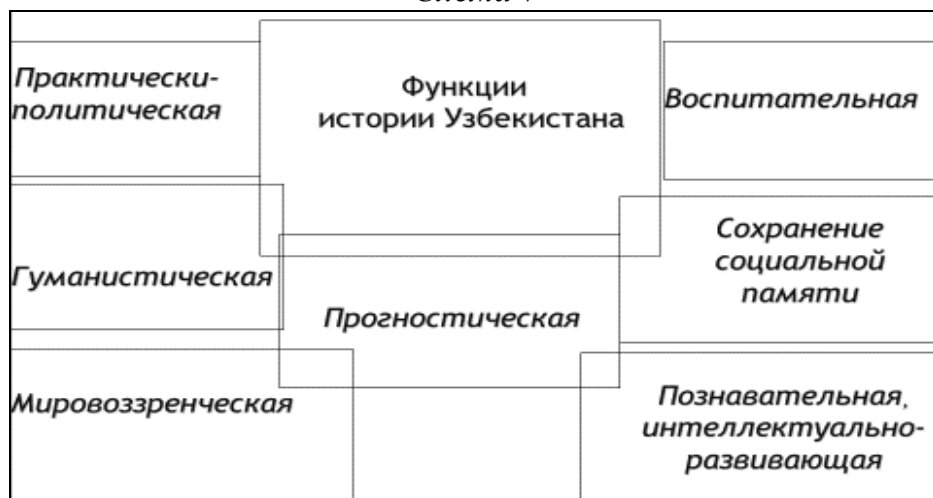 Практически-
политическая
Функции
истории Узбекистана
Воспитательная
Гуманистическая
Прогностическая
Сохранение
социальной
памяти
Мировоззренческая
Познавательная,
интеллектуально-
развивающая